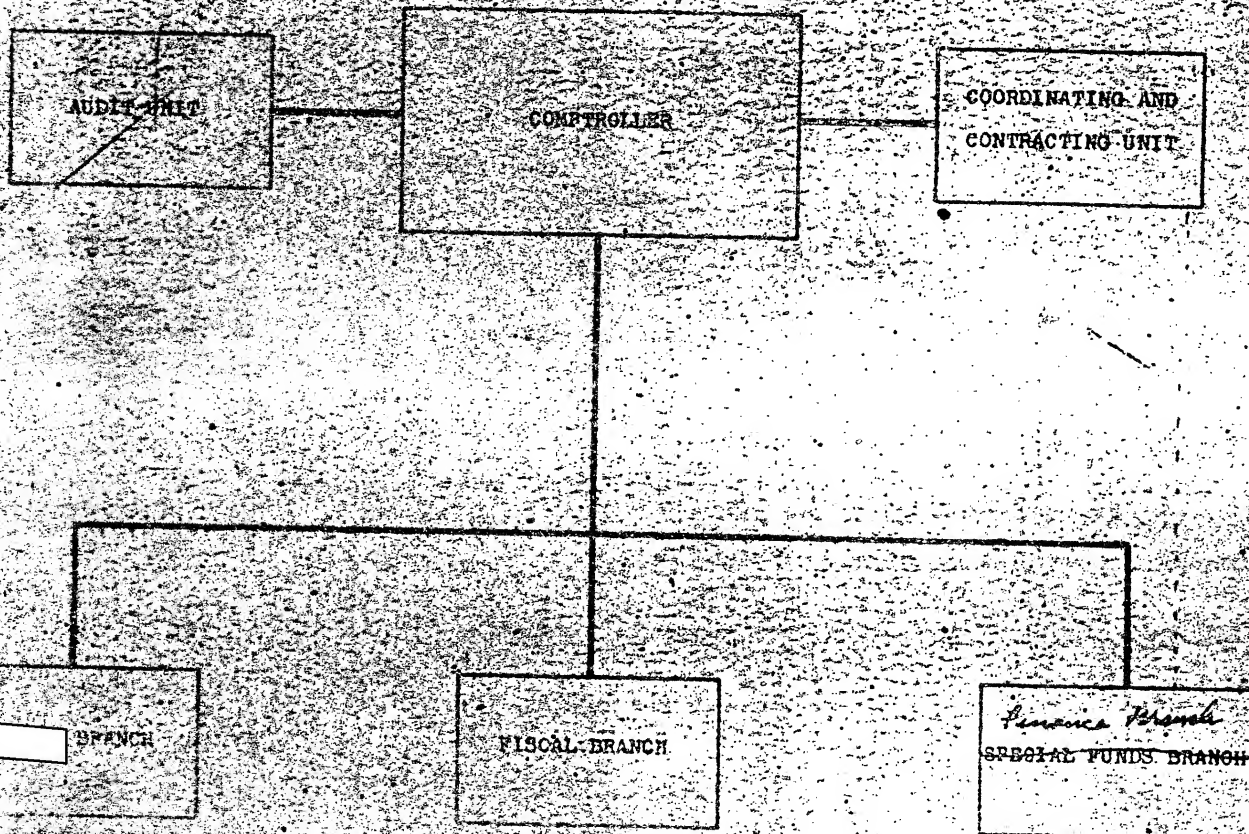 AUDIT UNIT
COMPTROLLER
COORDINATING AND
CONTRACTING UNIT
BRANCH
FISCAL BRANCH
Finance Branch
SPECIAL FUNDS BRANCH